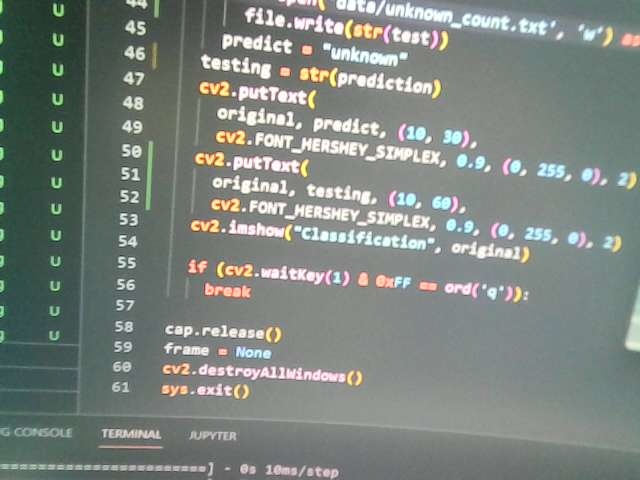 44 open('data/unknown_count.txt', 'w') as
45 file.write(str(test))
46 predict = "unknown"
47 testing = str(prediction)
48 cv2.putText(
49 original, predict, (10, 30),
50 cv2.FONT_HERSHEY_SIMPLEX, 0.9, (0, 255, 0), 2)
51 cv2.putText(
52 original, testing, (10, 60),
53 cv2.FONT_HERSHEY_SIMPLEX, 0.9, (0, 255, 0), 2)
54 cv2.imshow("Classification", original)
55
56 if (cv2.waitKey(1) & 0xFF == ord('q')):
57 break
58 cap.release()
59 frame = None
60 cv2.destroyAllWindows()
61 sys.exit()
U
U
U
U
U
U
U
U
U
U
U
U
G CONSOLE TERMINAL JUPYTER
========================] - 0s 10ms/step